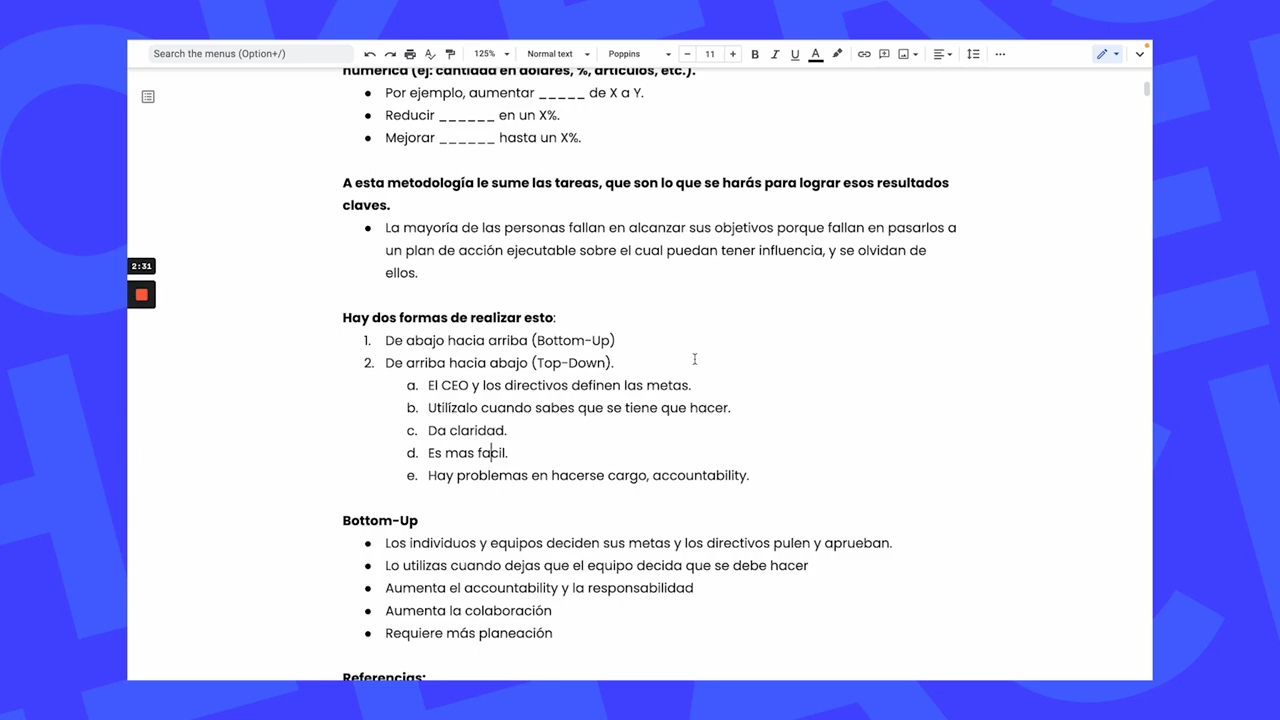 Search the menus (Option+/)
125%
Normal text
Poppins
− 11 +
B I U A
numérica (ej: cantidad en dólares, %, artículos, etc.).
● Por ejemplo, aumentar _____ de X a Y.
● Reducir ______ en un X%.
● Mejorar ______ hasta un X%.
A esta metodología le sume las tareas, que son lo que se harás para lograr esos resultados
claves.
● La mayoría de las personas fallan en alcanzar sus objetivos porque fallan en pasarlos a
un plan de acción ejecutable sobre el cual puedan tener influencia, y se olvidan de
ellos.
2:31
Hay dos formas de realizar esto:
1. De abajo hacia arriba (Bottom-Up)
2. De arriba hacia abajo (Top-Down).
a. El CEO y los directivos definen las metas.
b. Utilízalo cuando sabes que se tiene que hacer.
c. Da claridad.
d. Es mas facil.
e. Hay problemas en hacerse cargo, accountability.
Bottom-Up
● Los individuos y equipos deciden sus metas y los directivos pulen y aprueban.
● Lo utilizas cuando dejas que el equipo decida que se debe hacer
● Aumenta el accountability y la responsabilidad
● Aumenta la colaboración
● Requiere más planeación
Referencias: